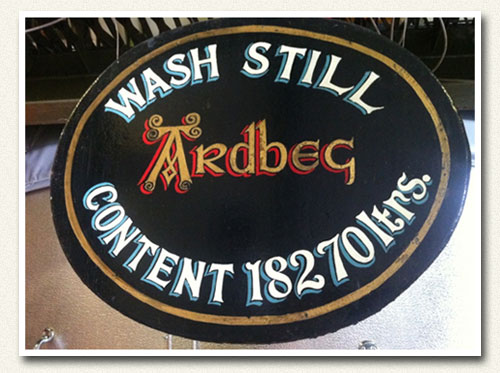 WASH STILL
ARdbeg
CONTENT 18270 ltrs.